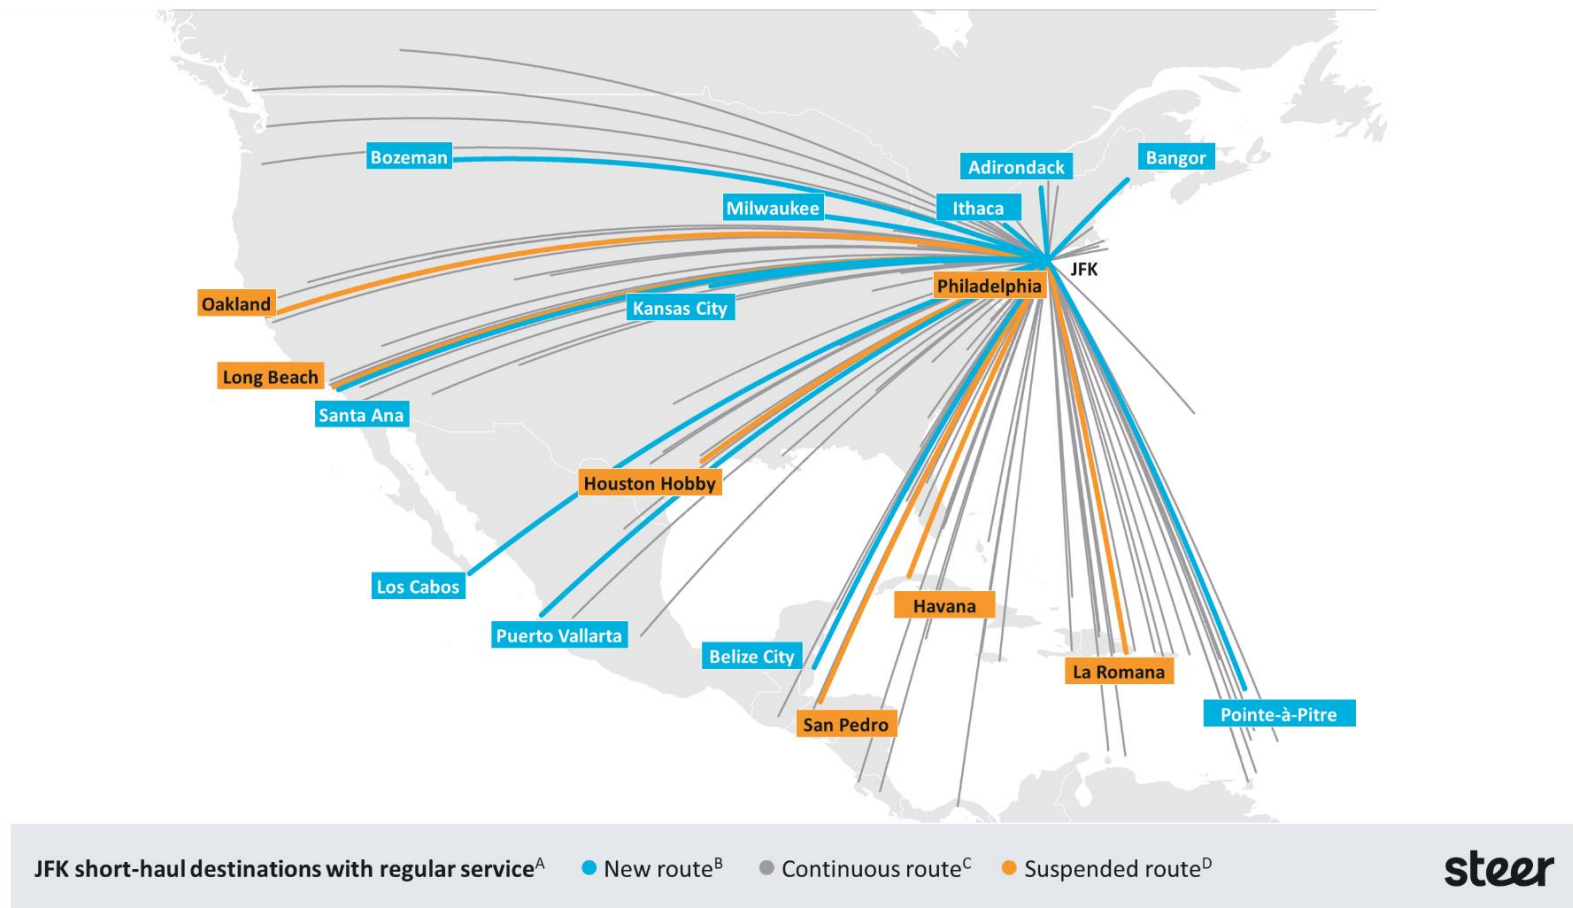 Bozeman
Adirondack
Bangor
Milwaukee
Ithaca
JFK
Philadelphia
Oakland
Kansas City
Long Beach
Santa Ana
Houston Hobby
Los Cabos
Havana
Puerto Vallarta
Belize City
La Romana
San Pedro
Pointe-à-Pitre
JFK short-haul destinations with regular serviceᴬ
New routeᴮ
Continuous routeᶜ
Suspended routeᴰ
steer